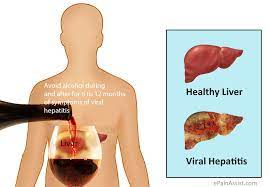 Avoid alcohol during
and after for 6 to 12 months
of symptoms of viral
hepatitis
Liver
Healthy Liver
Viral Hepatitis
ePainAssist.com